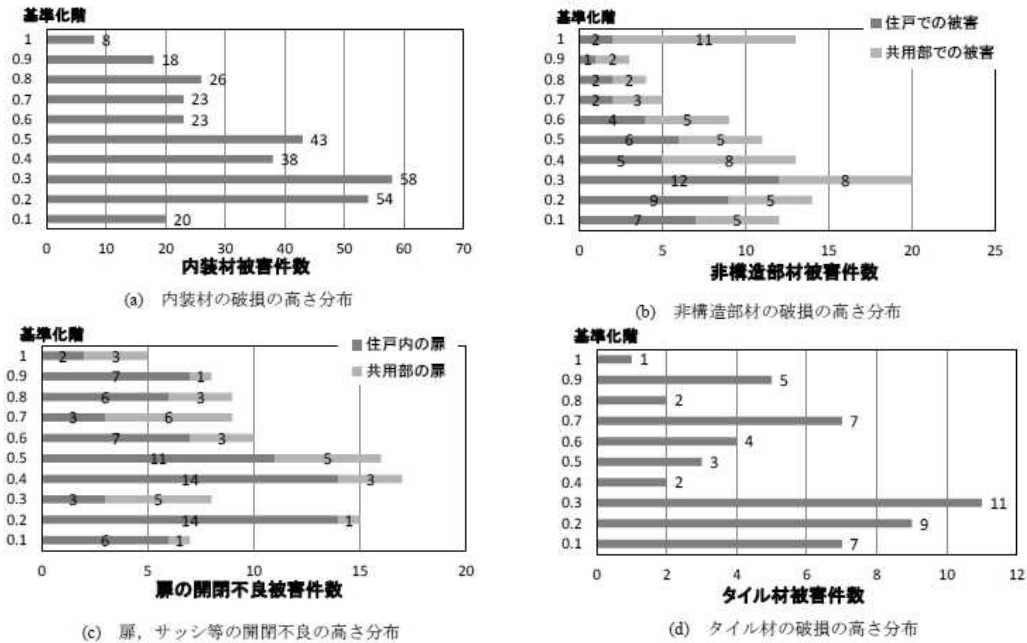 基準化階
1 8
0.9 18
0.8 26
0.7 23
0.6 23
0.5 43
0.4 38
0.3 58
0.2 54
0.1 20
0 10 20 30 40 50 60 70
内装材被害件数
(a) 内装材の破損の高さ分布
基準化階
■住戸での被害
■共用部での被害
1 2 11
0.9 1 2
0.8 2 2
0.7 2 3
0.6 4 5
0.5 6 5
0.4 5 8
0.3 12 8
0.2 9 5
0.1 7 5
0 5 10 15 20 25
非構造部材被害件数
(b) 非構造部材の破損の高さ分布
基準化階
■住戸内の扉
■共用部の扉
1 2 3
0.9 7 1
0.8 6 3
0.7 3 6
0.6 7 3
0.5 11 5
0.4 14 3
0.3 3 5
0.2 14 1
0.1 6 1
0 5 10 15 20
扉の開閉不良被害件数
(c) 扉，サッシ等の開閉不良の高さ分布
基準化階
1 1
0.9 5
0.8 2
0.7 7
0.6 4
0.5 3
0.4 2
0.3 11
0.2 9
0.1 7
0 2 4 6 8 10 12
タイル材被害件数
(d) タイル材の破損の高さ分布